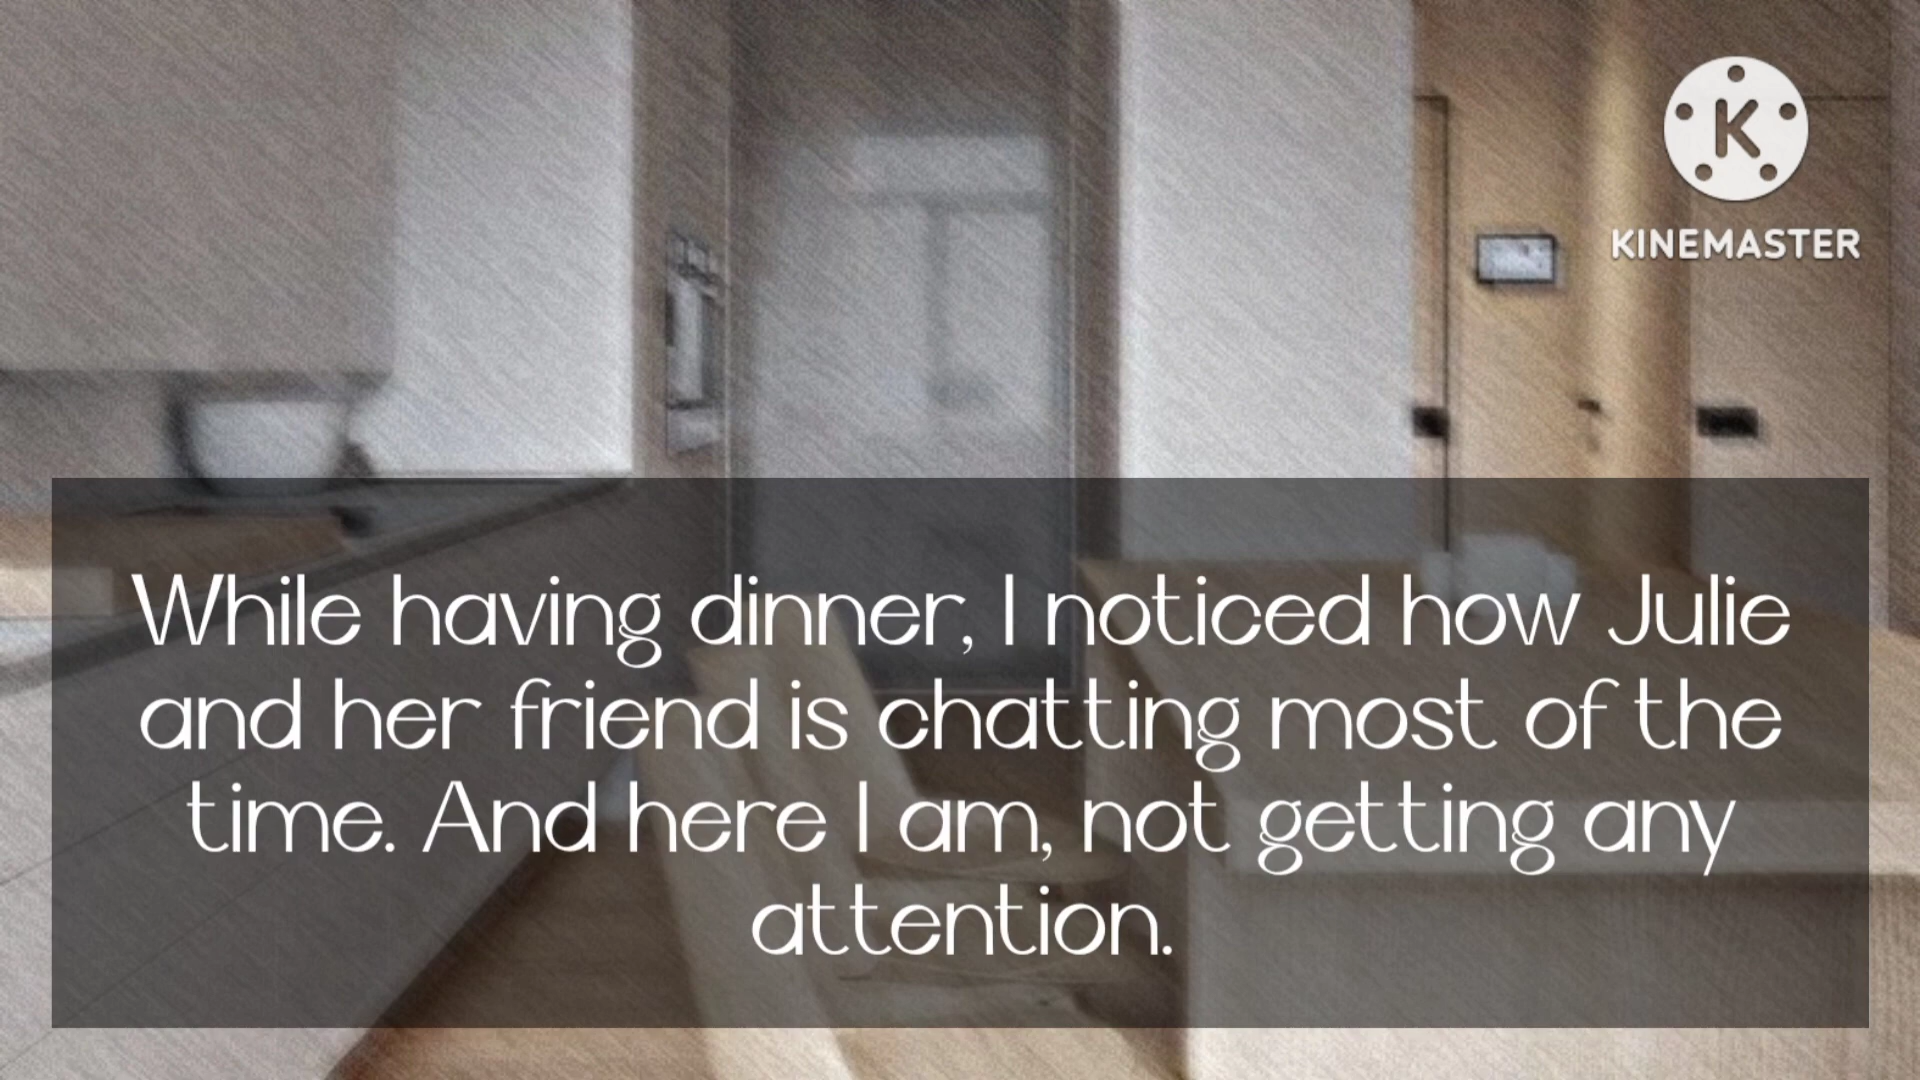 K
KINEMASTER
While having dinner, I noticed how Julie
and her friend is chatting most of the
time. And here I am, not getting any
attention.